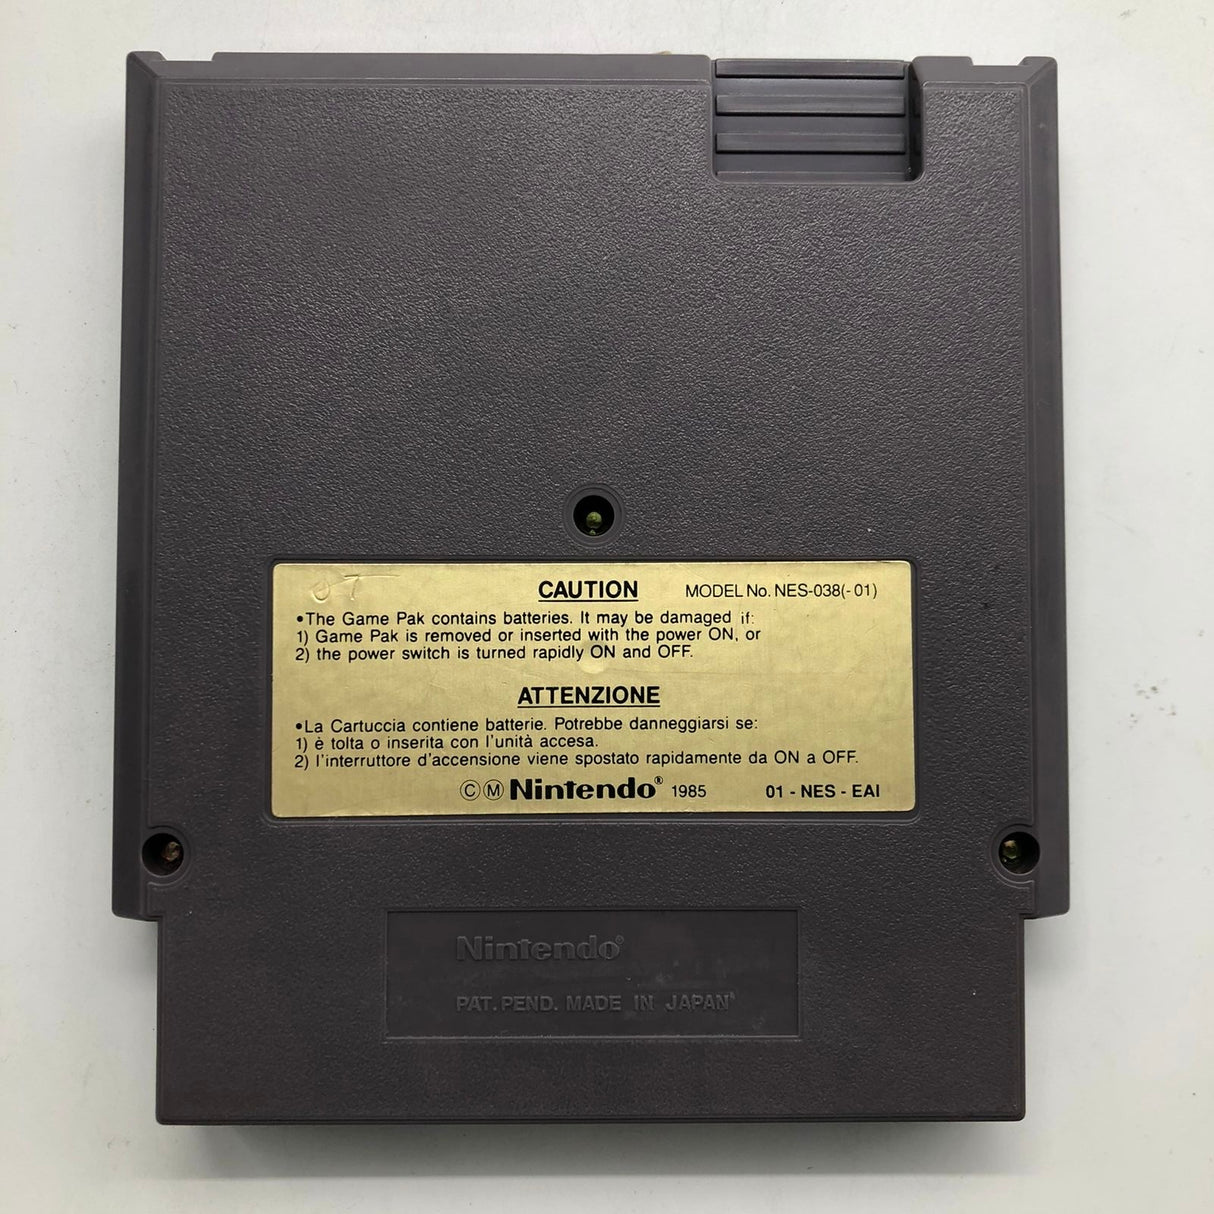 07
CAUTION MODEL No. NES-038(-01)
•The Game Pak contains batteries. It may be damaged if:
1) Game Pak is removed or inserted with the power ON, or
2) the power switch is turned rapidly ON and OFF.
ATTENZIONE
•La Cartuccia contiene batterie. Potrebbe danneggiarsi se:
1) è tolta o inserita con l'unità accesa.
2) l'interruttore d'accensione viene spostato rapidamente da ON a OFF.
ⒸⓂ Nintendo® 1985 01 - NES - EAI
Nintendo®
PAT. PEND. MADE IN JAPAN